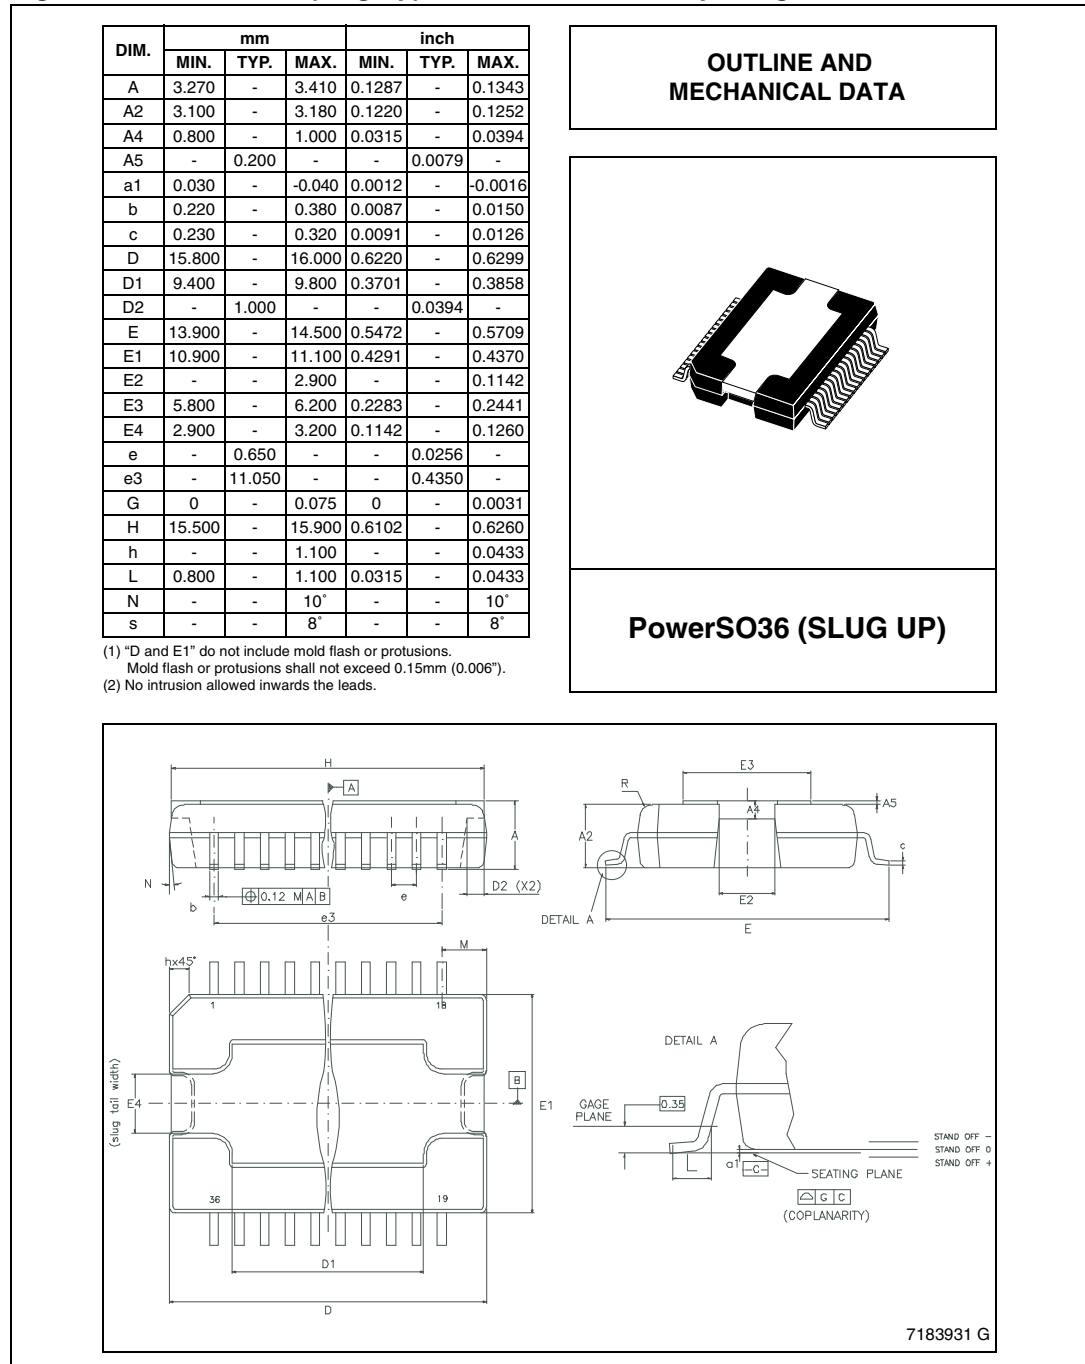 DIM. mm inch
MIN. TYP. MAX. MIN. TYP. MAX.
A 3.270 - 3.410 0.1287 - 0.1343
A2 3.100 - 3.180 0.1220 - 0.1252
A4 0.800 - 1.000 0.0315 - 0.0394
A5 - 0.200 - - 0.0079 -
a1 0.030 - -0.040 0.0012 - -0.0016
b 0.220 - 0.380 0.0087 - 0.0150
c 0.230 - 0.320 0.0091 - 0.0126
D 15.800 - 16.000 0.6220 - 0.6299
D1 9.400 - 9.800 0.3701 - 0.3858
D2 - 1.000 - - 0.0394 -
E 13.900 - 14.500 0.5472 - 0.5709
E1 10.900 - 11.100 0.4291 - 0.4370
E2 - - 2.900 - - 0.1142
E3 5.800 - 6.200 0.2283 - 0.2441
E4 2.900 - 3.200 0.1142 - 0.1260
e - 0.650 - - 0.0256 -
e3 - 11.050 - - 0.4350 -
G 0 - 0.075 0 - 0.0031
H 15.500 - 15.900 0.6102 - 0.6260
h - - 1.100 - - 0.0433
L 0.800 - 1.100 0.0315 - 0.0433
N - - 10˚ - - 10˚
s - - 8˚ - - 8˚
(1) “D and E1” do not include mold flash or protusions.
Mold flash or protusions shall not exceed 0.15mm (0.006”).
(2) No intrusion allowed inwards the leads.
OUTLINE AND
MECHANICAL DATA
PowerSO36 (SLUG UP)
H
A
A
N
b
0.12 M A B
e
D2 (X2)
e3
E3
R
A4
A5
A2
c
E2
DETAIL A
E
M
hx45°
1 18
(slug tail width)
E4
B
E1
36 19
D1
D
DETAIL A
GAGE
PLANE
0.35
L
a1
-C-
SEATING PLANE
G C
(COPLANARITY)
STAND OFF -
STAND OFF 0
STAND OFF +
7183931 G